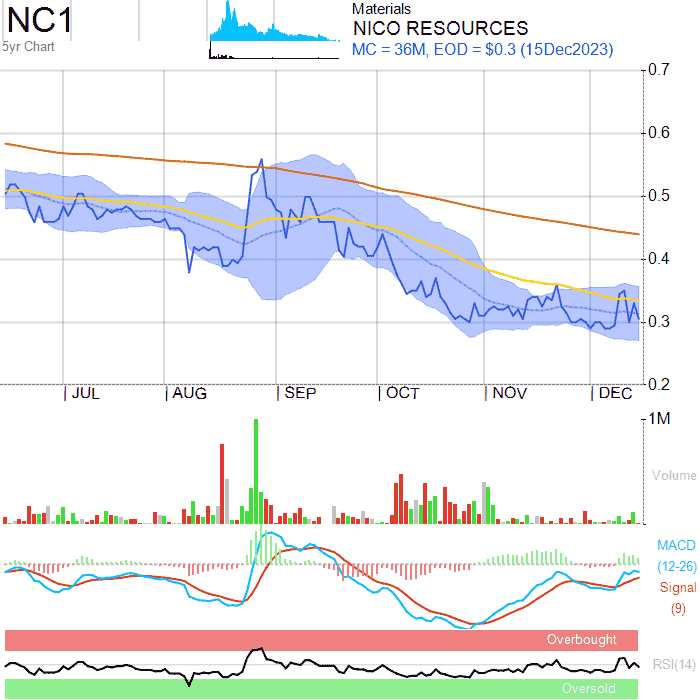 NC1
5yr Chart
Materials
NICO RESOURCES
MC = 36M, EOD = $0.3 (15Dec2023)
0.7
0.6
0.5
0.4
0.3
0.2
JUL AUG SEP OCT NOV DEC
1M
Volume
MACD
(12-26)
Signal
(9)
Overbought
RSI(14)
Oversold